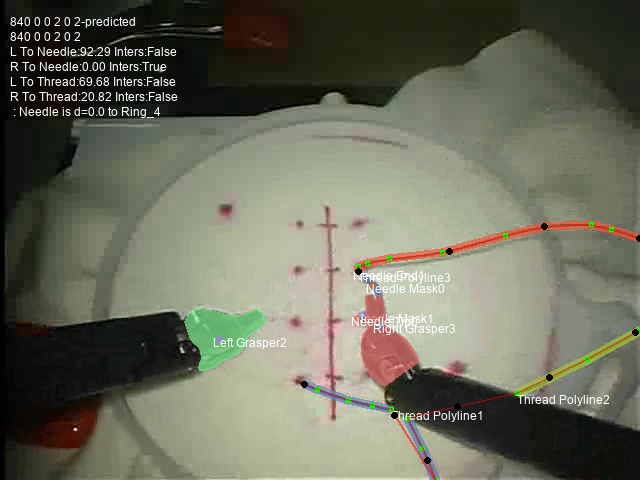 840 0 0 2 0 2-predicted
840 0 0 2 0 2
L To Needle:92.29 Inters:False
R To Needle:0.00 Inters:True
L To Thread:69.68 Inters:False
R To Thread:20.82 Inters:False
: Needle is d=0.0 to Ring_4
Thread Polyline3
Needle Mask0
Needle Mask1
Right Grasper3
Left Grasper2
Thread Polyline2
Thread Polyline1